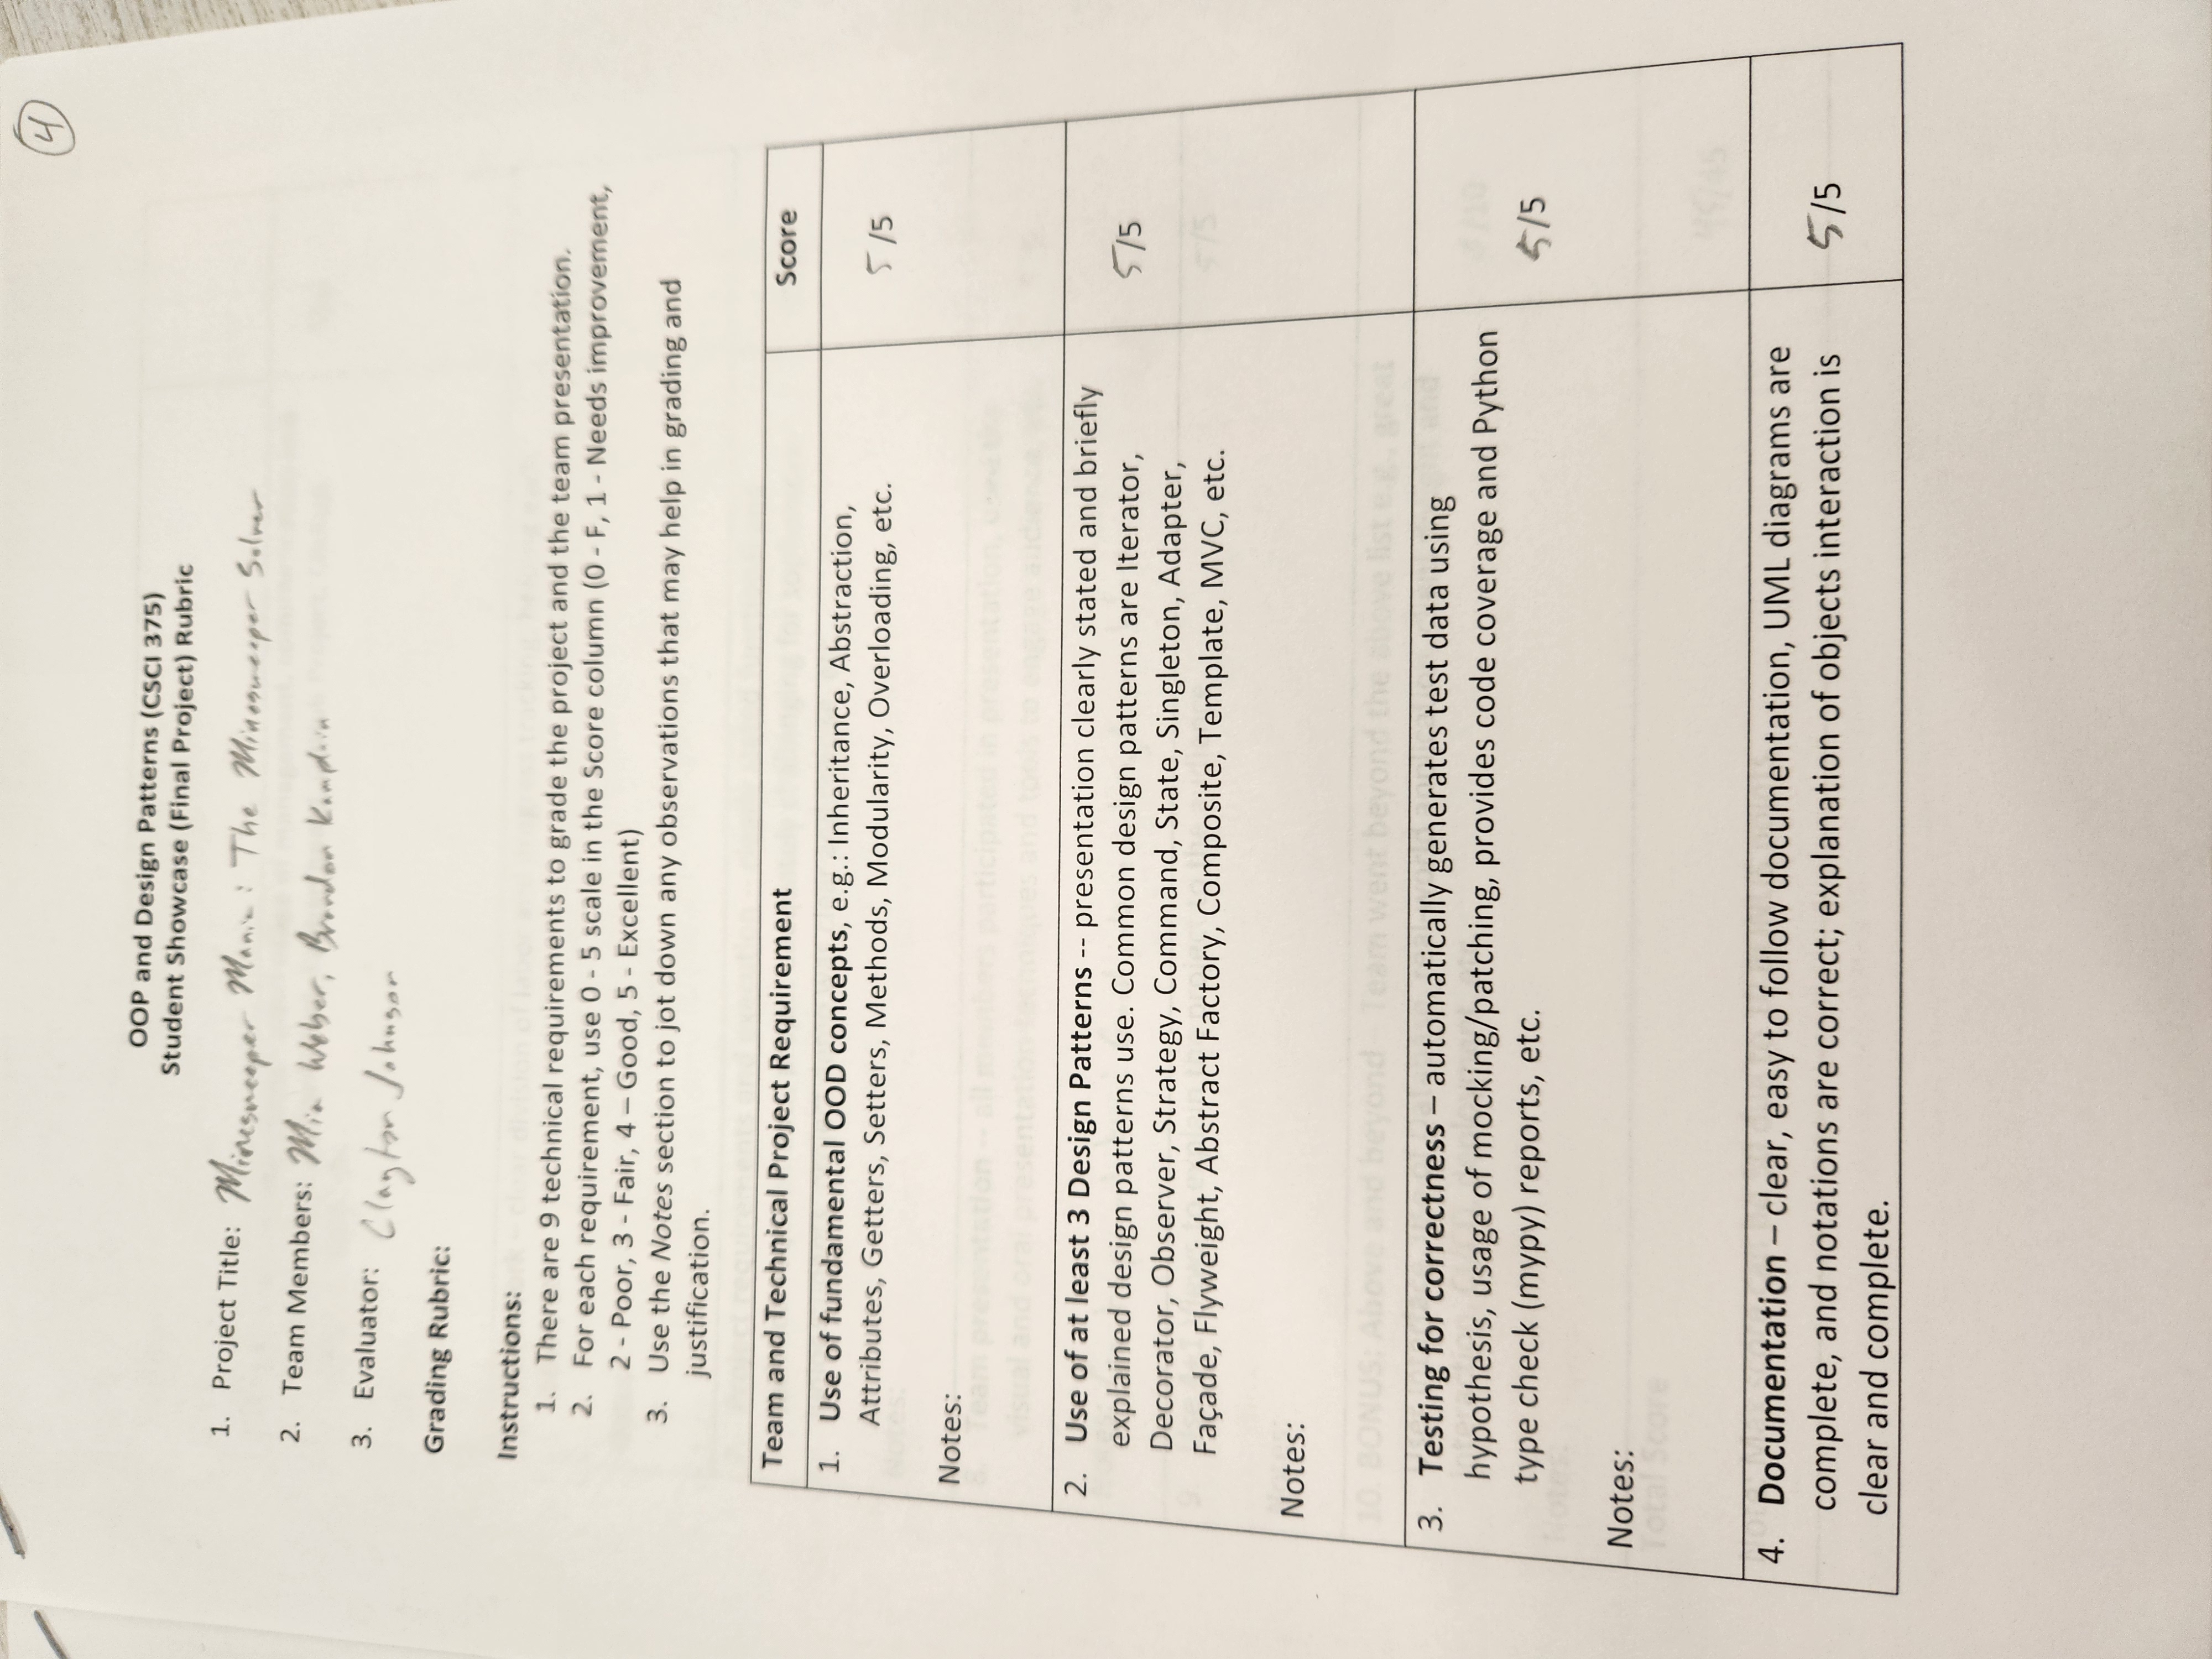 4
OOP and Design Patterns (CSCI 375)
Student Showcase (Final Project) Rubric
1. Project Title: Minesweeper Mania: The Minesweeper Solver
2. Team Members: Mia Weber, Brandon
3. Evaluator: Clayton Johnson
Grading Rubric:
Instructions:
1. There are 9 technical requirements to grade the project and the team presentation.
2. For each requirement, use 0 - 5 scale in the Score column (0 - F, 1 - Needs improvement,
2 - Poor, 3 - Fair, 4 – Good, 5 - Excellent)
3. Use the Notes section to jot down any observations that may help in grading and
justification.
Team and Technical Project Requirement Score
1. Use of fundamental OOD concepts, e.g.: Inheritance, Abstraction,
Attributes, Getters, Setters, Methods, Modularity, Overloading, etc.
5/5
Notes:
2. Use of at least 3 Design Patterns -- presentation clearly stated and briefly
explained design patterns use. Common design patterns are Iterator,
Decorator, Observer, Strategy, Command, State, Singleton, Adapter,
Façade, Flyweight, Abstract Factory, Composite, Template, MVC, etc.
5/5
Notes:
3. Testing for correctness – automatically generates test data using
hypothesis, usage of mocking/patching, provides code coverage and Python
type check (mypy) reports, etc.
5/5
Notes:
4. Documentation – clear, easy to follow documentation, UML diagrams are
complete, and notations are correct; explanation of objects interaction is
clear and complete.
5/5